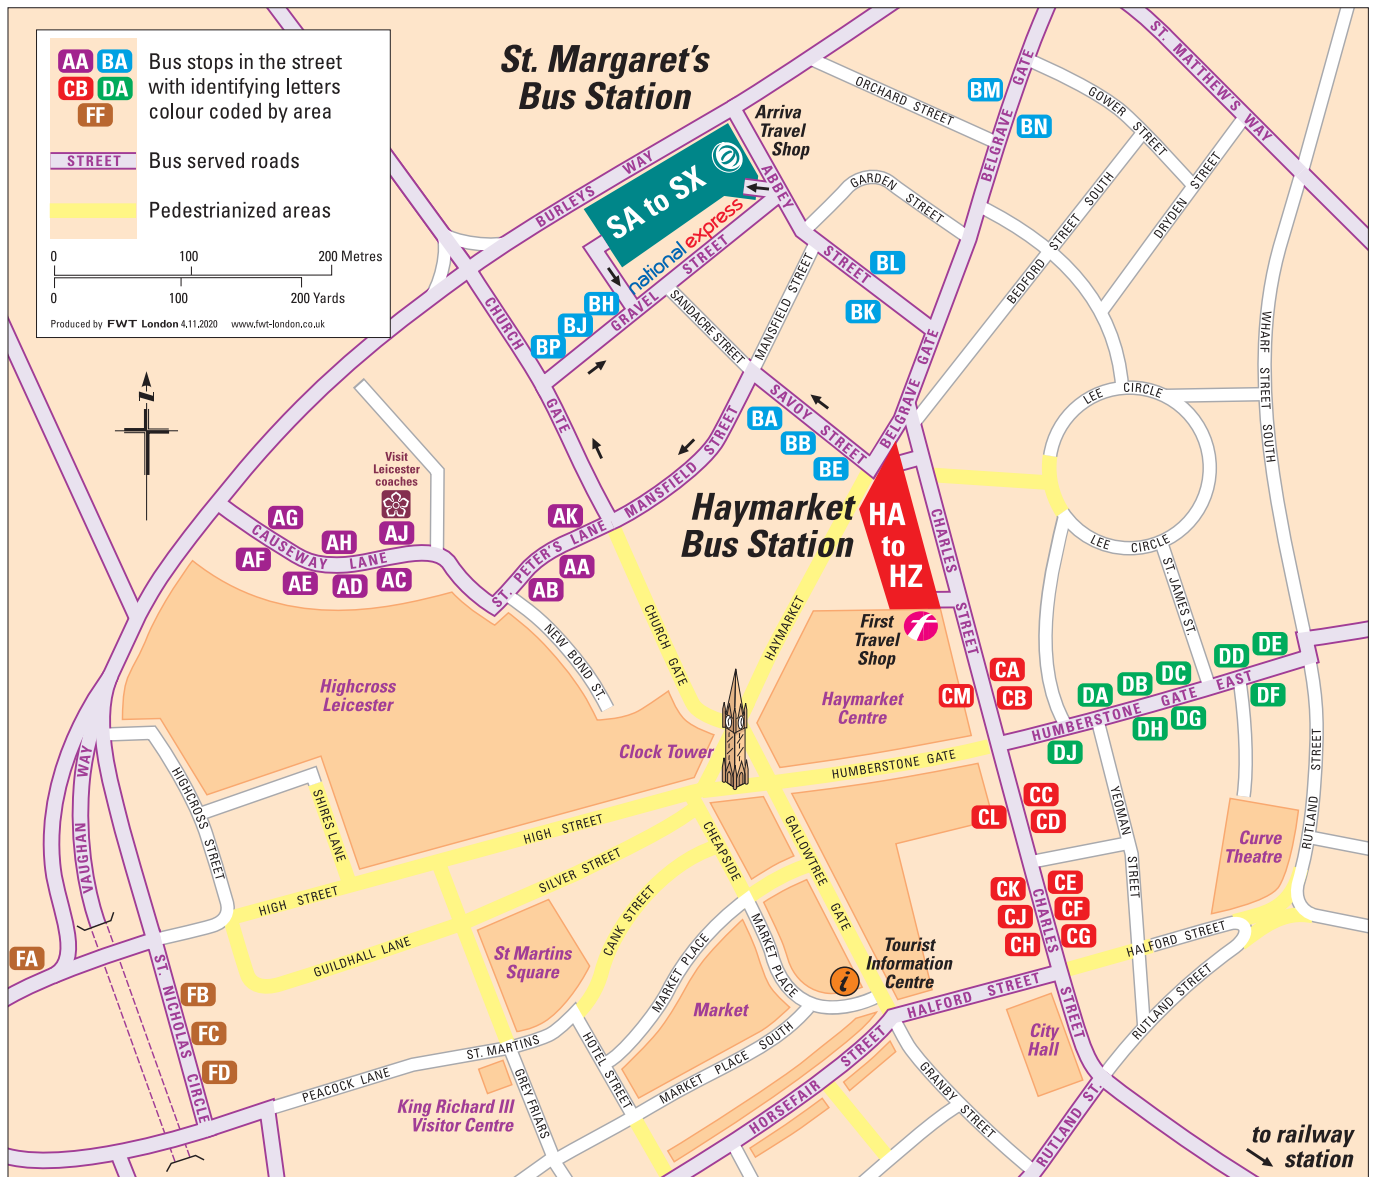 AA BA
CB DA
FF
Bus stops in the street
with identifying letters
colour coded by area
STREET
Bus served roads
Pedestrianized areas
0 100 200 Metres
0 100 200 Yards
Produced by FWT London 4,11,2020 www.fwt-london.co.uk
N
St. Margaret's
Bus Station
Arriva
Travel
Shop
SA to SX
national express
BURLEYS WAY
ABBEY
STREET
GRAVEL STREET
BH
BJ
BP
BL
BK
BM
BN
ORCHARD STREET
GARDEN STREET
BELGRAVE GATE
BELGRAVE GATE
GOWER STREET
ST. MATTHEW'S WAY
DRYDEN STREET
BEDFORD STREET SOUTH
WHARF STREET SOUTH
CHURCH
GATE
SANDACRE STREET
MANSFIELD STREET
MANSFIELD STREET
SAVOY STREET
BA
BB
BE
LEE CIRCLE
LEE CIRCLE
Visit
Leicester
coaches
AG
AH
AJ
AF
AE
AD
AC
CAUSEWAY LANE
AK
AA
AB
ST. PETER'S LANE
Haymarket
Bus Station
HA
to
HZ
CHARLES
STREET
First
Travel
Shop
NEW BOND ST.
CHURCH GATE
HAYMARKET
ST. JAMES ST.
Highcross
Leicester
Haymarket
Centre
Clock Tower
CM
CA
CB
DA
DB
DC
DD
DE
DF
DG
DH
DJ
HUMBERSTONE GATE EAST
HUMBERSTONE GATE
VAUGHAN WAY
HIGHCROSS STREET
SHIRES LANE
HIGH STREET
HIGH STREET
SILVER STREET
GUILDHALL LANE
CANK STREET
CHEAPSIDE
GALLOWTREE GATE
CL
CC
CD
CK
CJ
CH
CE
CF
CG
CHARLES
STREET
YEOMAN STREET
RUTLAND STREET
Curve
Theatre
HALFORD STREET
HALFORD STREET
RUTLAND STREET
RUTLAND ST.
FA
FB
FC
FD
ST. NICHOLAS CIRCLE
St Martins
Square
MARKET PLACE
MARKET PLACE
Market
MARKET PLACE SOUTH
Tourist
Information
Centre
i
City
Hall
ST. MARTINS
PEACOCK LANE
HOTEL STREET
GREY FRIARS
King Richard III
Visitor Centre
HORSEFAIR STREET
GRANBY STREET
to railway
station